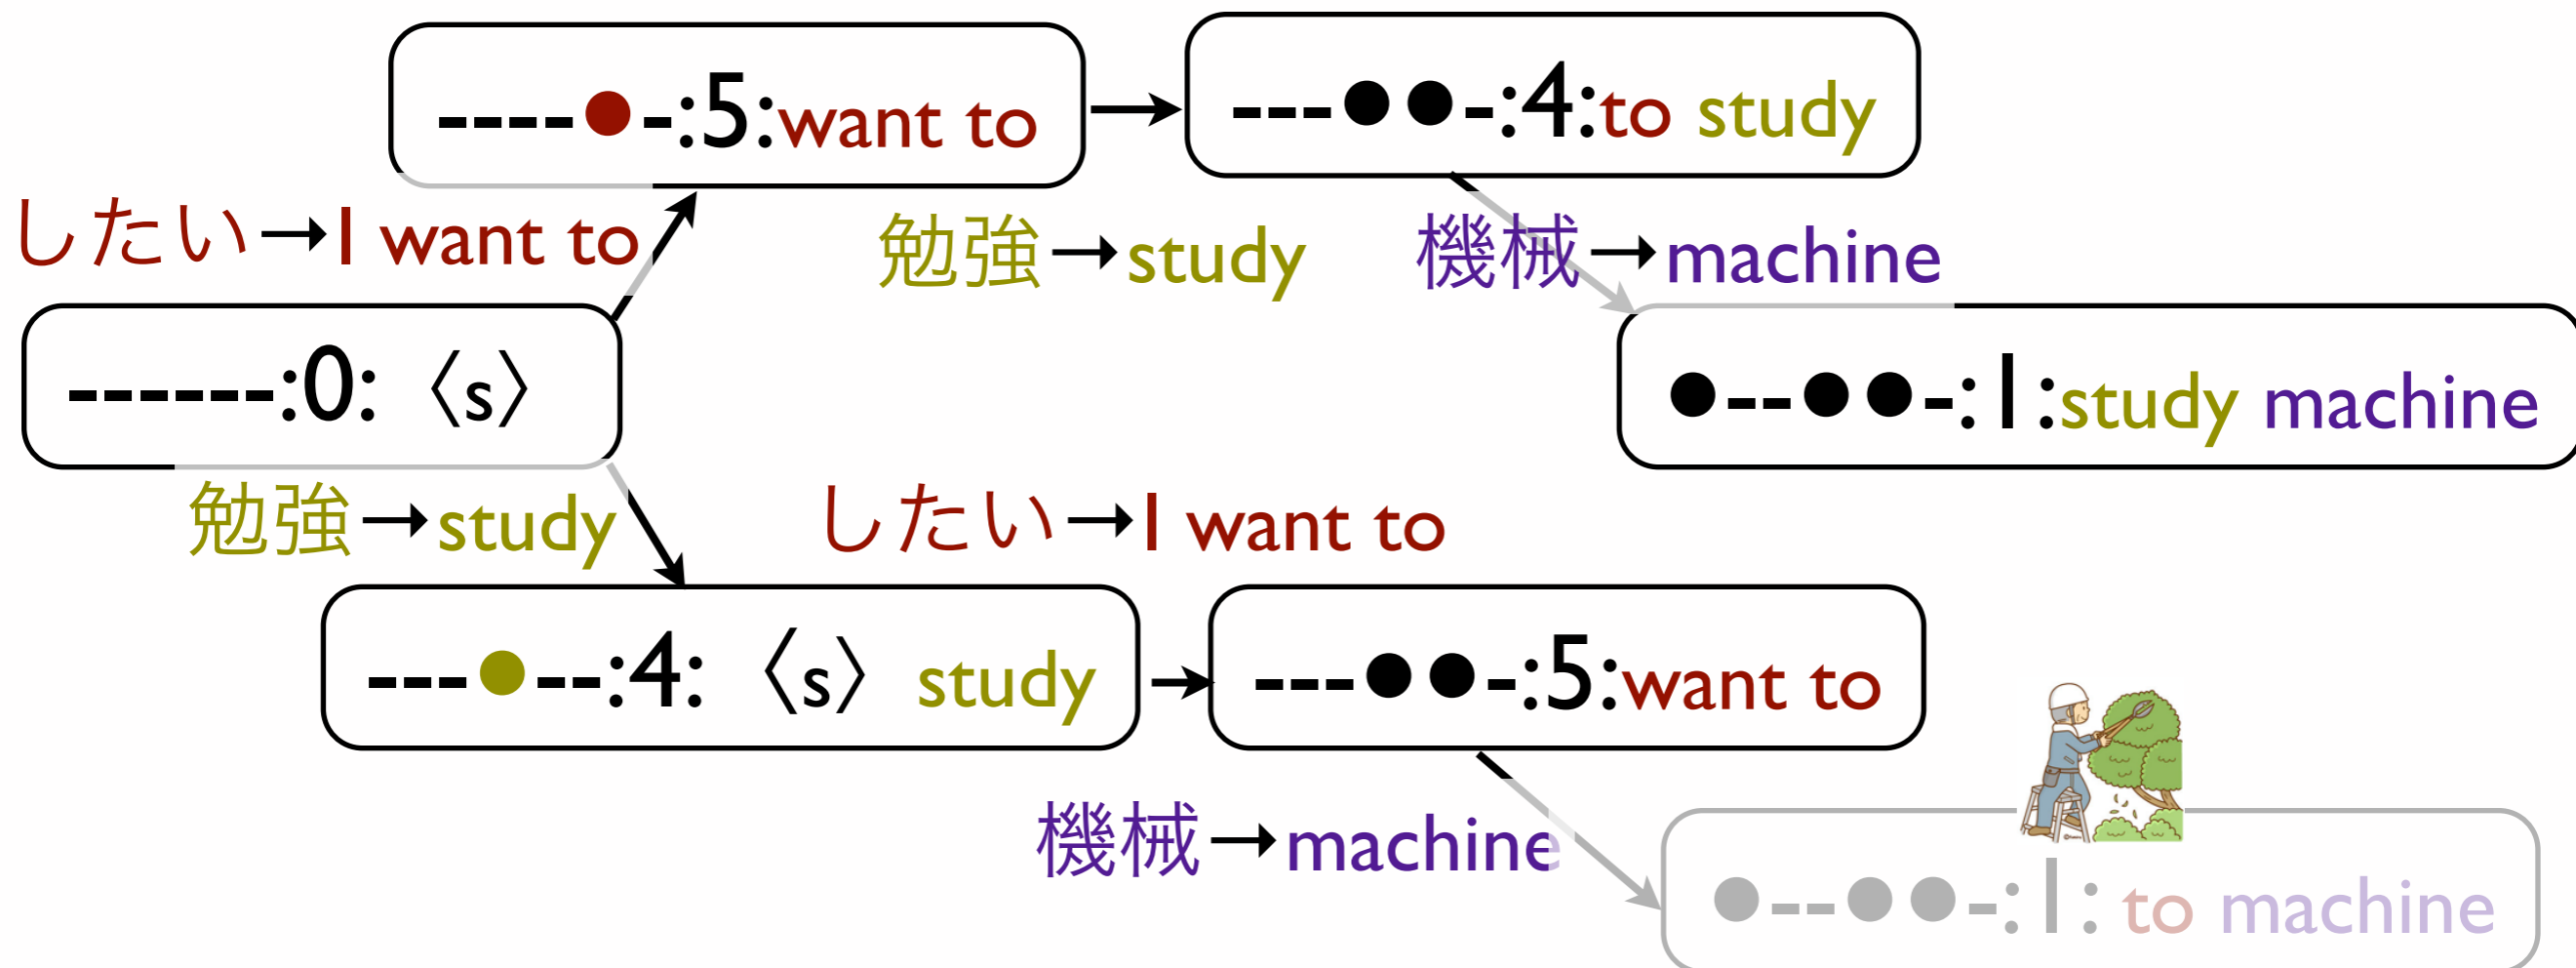 ----●-:5:want to
---●●-:4:to study
したい→I want to
勉強→study
機械→machine
------:0: 〈s〉
●--●●-:1:study machine
勉強→study
したい→I want to
---●--:4: 〈s〉 study
---●●-:5:want to
機械→machine
●--●●-:1: to machine